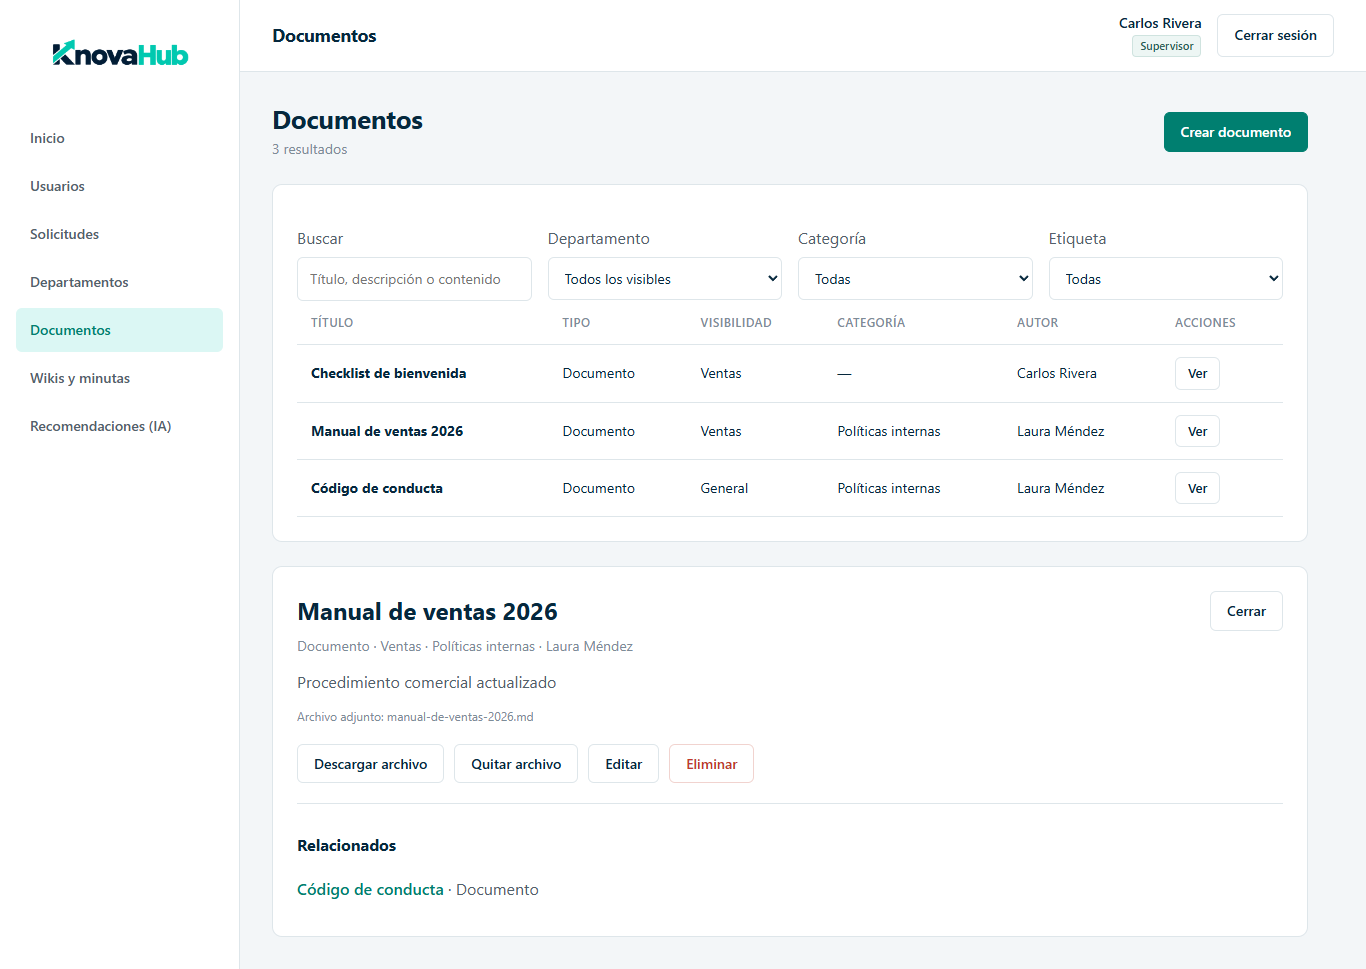 KnovaHub
Inicio
Usuarios
Solicitudes
Departamentos
Documentos
Wikis y minutas
Recomendaciones (IA)
Documentos
Carlos Rivera
Supervisor
Cerrar sesión
Documentos
3 resultados
Crear documento
Buscar Departamento Categoría Etiqueta
Título, descripción o contenido Todos los visibles Todas Todas
TÍTULO TIPO VISIBILIDAD CATEGORÍA AUTOR ACCIONES
Checklist de bienvenida Documento Ventas — Carlos Rivera Ver
Manual de ventas 2026 Documento Ventas Políticas internas Laura Méndez Ver
Código de conducta Documento General Políticas internas Laura Méndez Ver
Manual de ventas 2026
Cerrar
Documento · Ventas · Políticas internas · Laura Méndez
Procedimiento comercial actualizado
Archivo adjunto: manual-de-ventas-2026.md
Descargar archivo Quitar archivo Editar Eliminar
Relacionados
Código de conducta · Documento